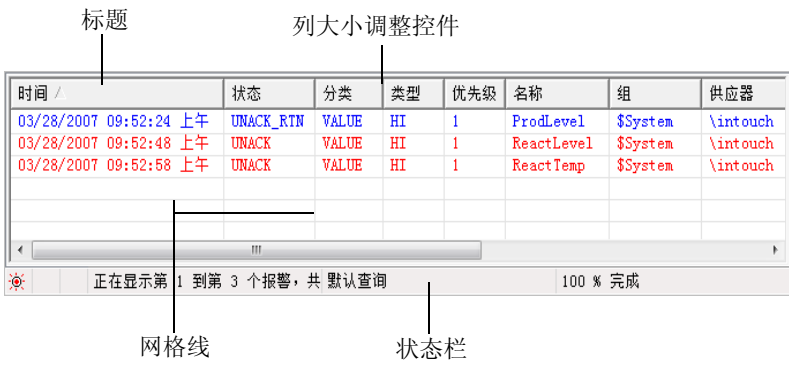 标题
列大小调整控件
时间 状态 分类 类型 优先级 名称 组 供应器
03/28/2007 09:52:24 上午 UNACK_RTN VALUE HI 1 ProdLevel $System \intouch
03/28/2007 09:52:48 上午 UNACK VALUE HI 1 ReactLevel $System \intouch
03/28/2007 09:52:58 上午 UNACK VALUE HI 1 ReactTemp $System \intouch
正在显示第 1 到第 3 个报警，共 默认查询 100 % 完成
网格线
状态栏